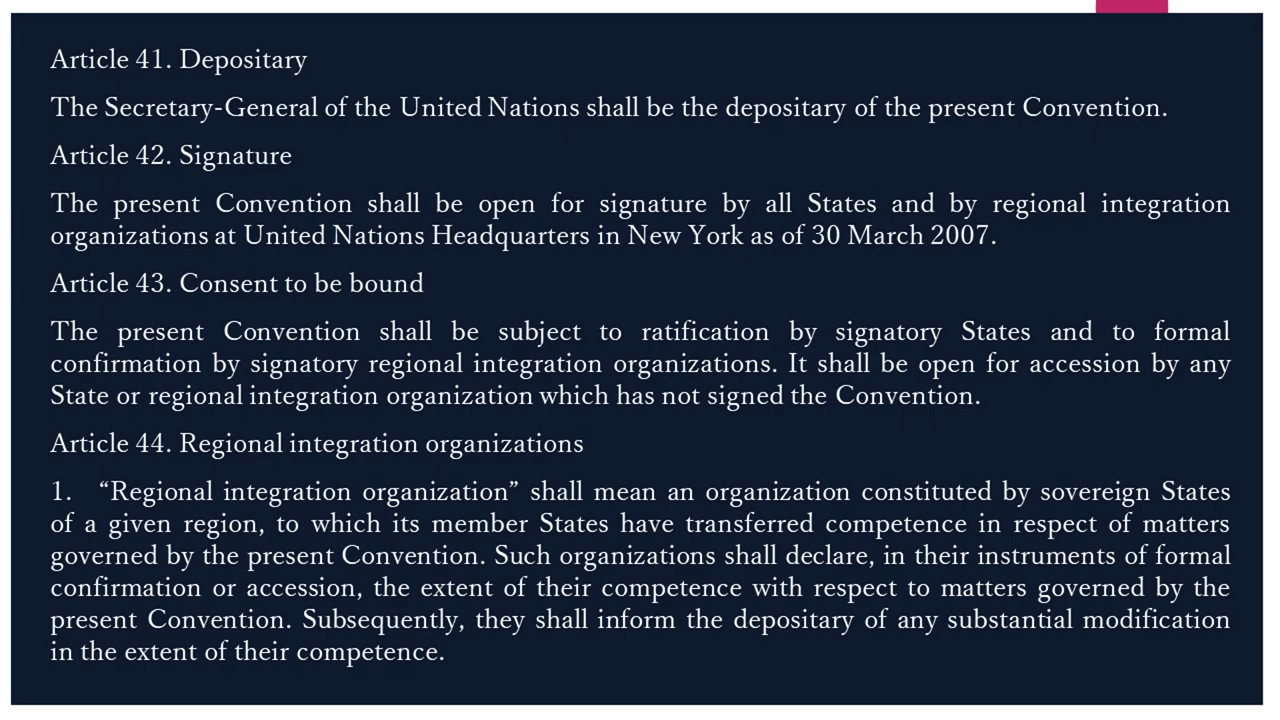 Article 41. Depositary
The Secretary-General of the United Nations shall be the depositary of the present Convention.
Article 42. Signature
The present Convention shall be open for signature by all States and by regional integration
organizations at United Nations Headquarters in New York as of 30 March 2007.
Article 43. Consent to be bound
The present Convention shall be subject to ratification by signatory States and to formal
confirmation by signatory regional integration organizations. It shall be open for accession by any
State or regional integration organization which has not signed the Convention.
Article 44. Regional integration organizations
1. “Regional integration organization” shall mean an organization constituted by sovereign States
of a given region, to which its member States have transferred competence in respect of matters
governed by the present Convention. Such organizations shall declare, in their instruments of formal
confirmation or accession, the extent of their competence with respect to matters governed by the
present Convention. Subsequently, they shall inform the depositary of any substantial modification
in the extent of their competence.